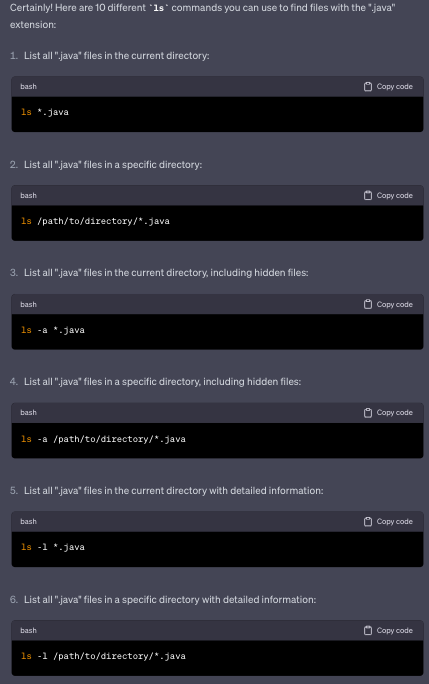 Certainly! Here are 10 different `ls` commands you can use to find files with the ".java"
extension:
1. List all ".java" files in the current directory:
bash Copy code
ls *.java
2. List all ".java" files in a specific directory:
bash Copy code
ls /path/to/directory/*.java
3. List all ".java" files in the current directory, including hidden files:
bash Copy code
ls -a *.java
4. List all ".java" files in a specific directory, including hidden files:
bash Copy code
ls -a /path/to/directory/*.java
5. List all ".java" files in the current directory with detailed information:
bash Copy code
ls -l *.java
6. List all ".java" files in a specific directory with detailed information:
bash Copy code
ls -l /path/to/directory/*.java